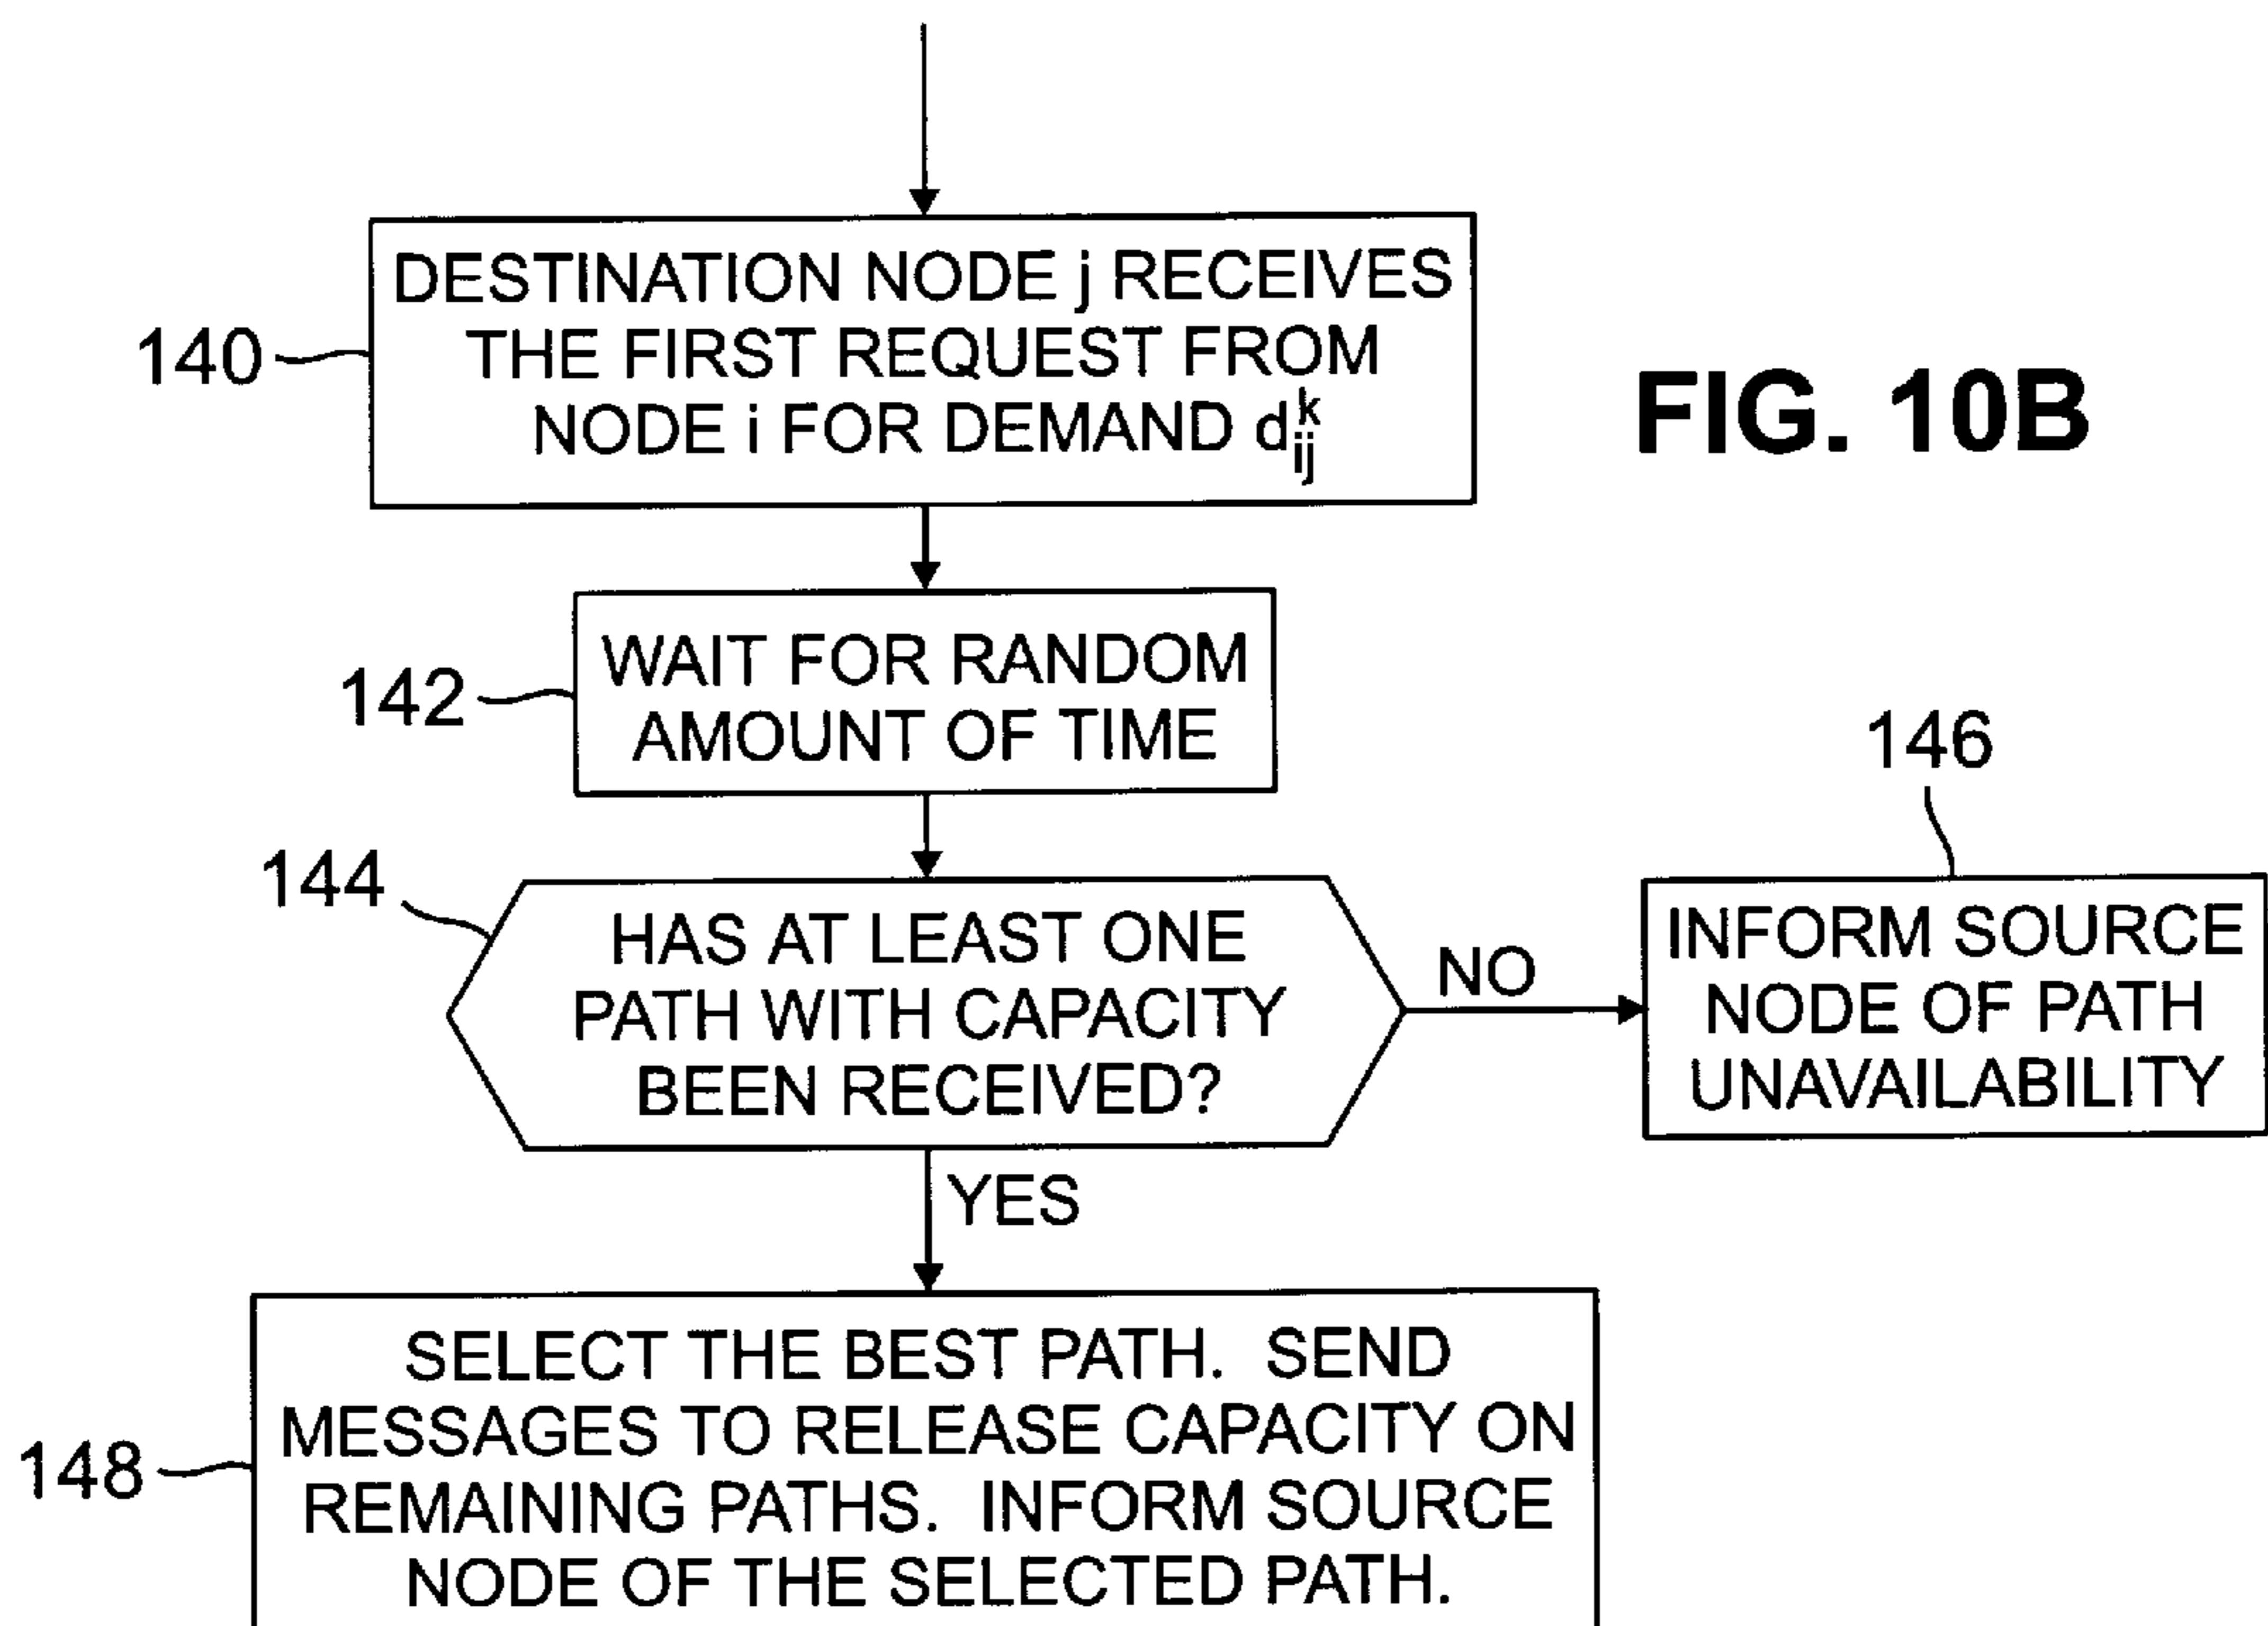 140
DESTINATION NODE j RECEIVES
THE FIRST REQUEST FROM
NODE i FOR DEMAND d^k_ij
FIG. 10B
142
WAIT FOR RANDOM
AMOUNT OF TIME
144
HAS AT LEAST ONE
PATH WITH CAPACITY
BEEN RECEIVED?
NO
146
INFORM SOURCE
NODE OF PATH
UNAVAILABILITY
YES
148
SELECT THE BEST PATH. SEND
MESSAGES TO RELEASE CAPACITY ON
REMAINING PATHS. INFORM SOURCE
NODE OF THE SELECTED PATH.